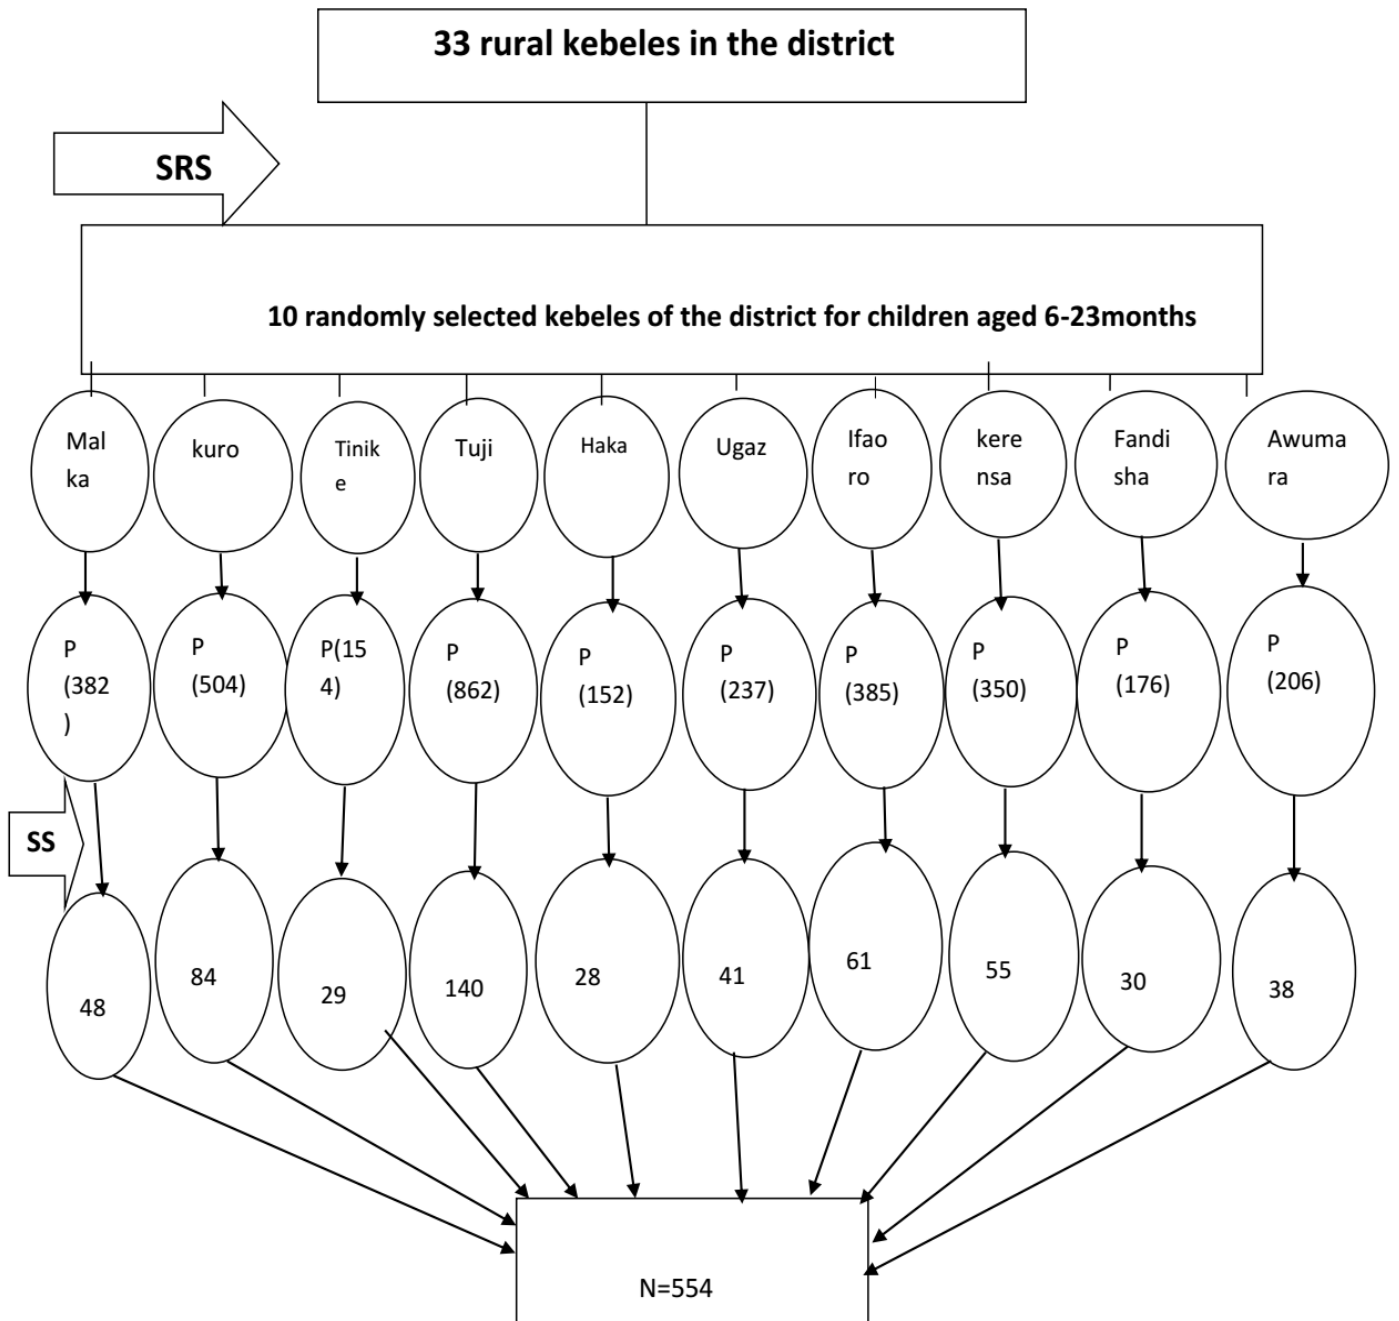 33 rural kebeles in the district
SRS
10 randomly selected kebeles of the district for children aged 6-23months
Mal
ka
kuro
Tinik
e
Tuji
Haka
Ugaz
Ifao
ro
kere
nsa
Fandi
sha
Awuma
ra
P
(382
)
P
(504)
P(15
4)
P
(862)
P
(152)
P
(237)
P
(385)
P
(350)
P
(176)
P
(206)
SS
48
84
29
140
28
41
61
55
30
38
N=554